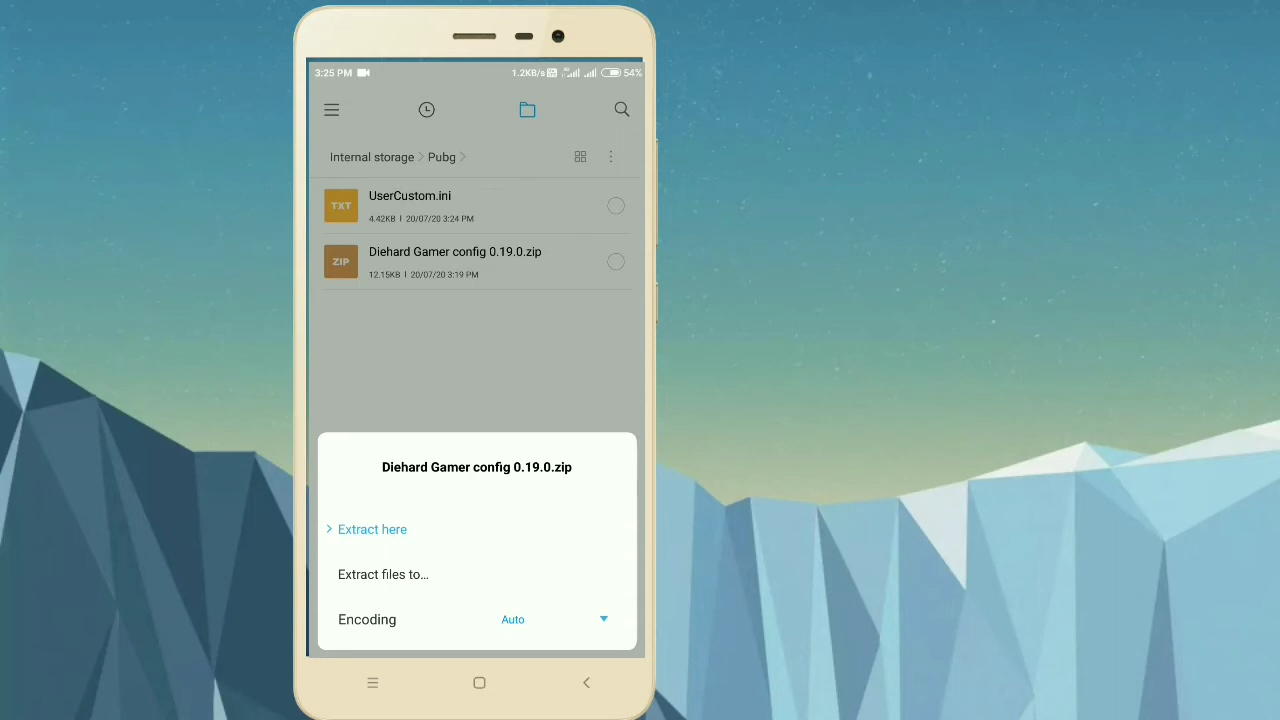 3:25 PM 1.2KB/s 54%
Internal storage Pubg
TXT
UserCustom.ini
4.42KB | 20/07/20 3:24 PM
ZIP
Diehard Gamer config 0.19.0.zip
12.15KB | 20/07/20 3:19 PM
Diehard Gamer config 0.19.0.zip
Extract here
Extract files to...
Encoding Auto